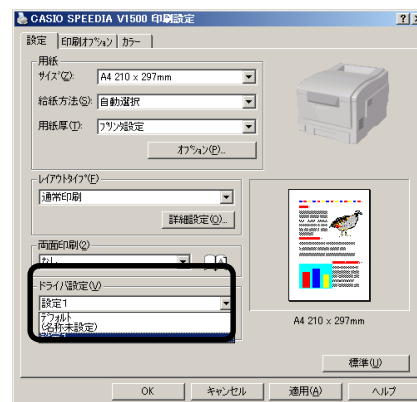 CASIO SPEEDIA V1500 印刷設定
設定 印刷ｵﾌﾟｼｮﾝ ｶﾗｰ
用紙
ｻｲｽﾞ(Z): A4 210 x 297mm
給紙方法(S): 自動選択
用紙厚(T): ﾌﾟﾘﾝﾀ設定
ｵﾌﾟｼｮﾝ(P)...
ﾚｲｱｳﾄﾀｲﾌﾟ(E)
通常印刷
詳細設定(O)...
両面印刷(2)
なし
ドライバ設定(V)
設定1
デフォルト
(名称未設定)
A4 210 x 297mm
標準(U)
OK キャンセル 適用(A) ヘルプ